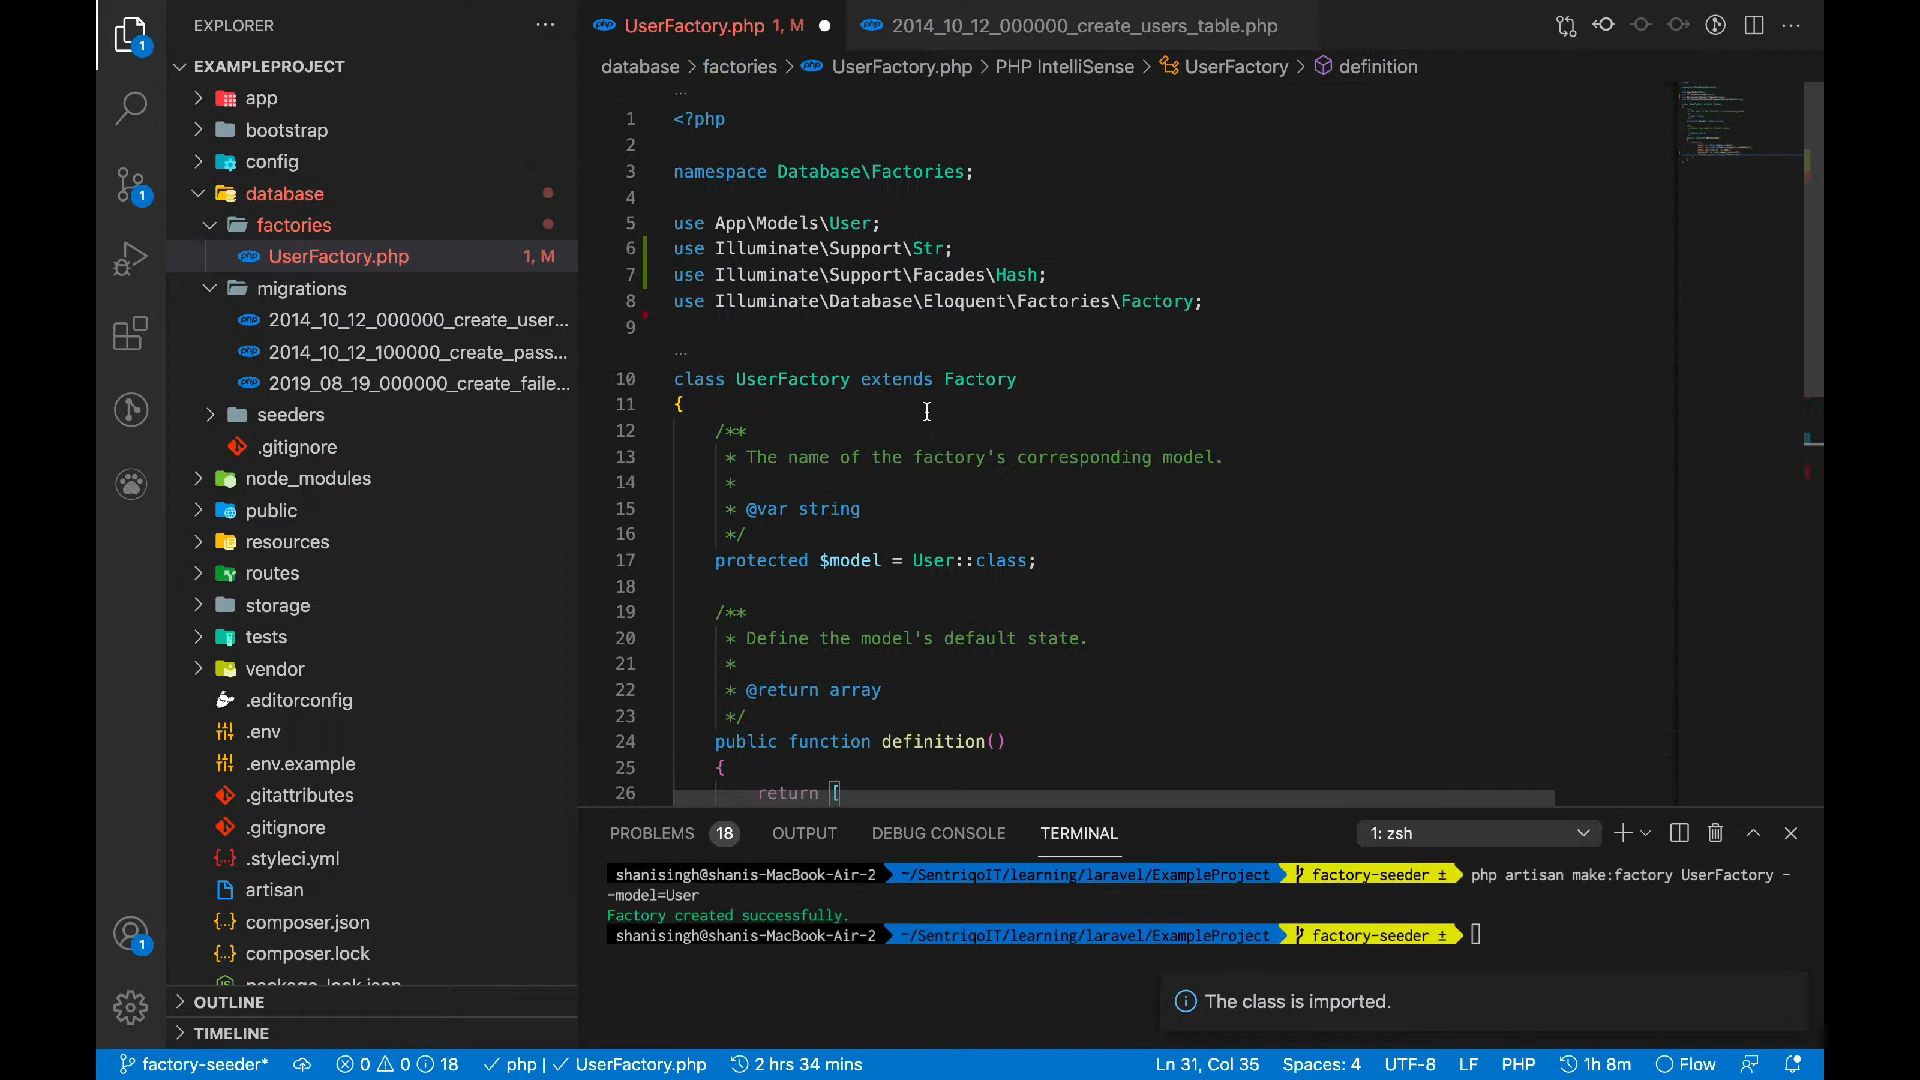 EXPLORER
EXAMPLEPROJECT
app
bootstrap
config
database
factories
UserFactory.php 1, M
migrations
2014_10_12_000000_create_user...
2014_10_12_100000_create_pass...
2019_08_19_000000_create_faile...
seeders
.gitignore
node_modules
public
resources
routes
storage
tests
vendor
.editorconfig
.env
.env.example
.gitattributes
.gitignore
.styleci.yml
artisan
composer.json
composer.lock
package-lock.json
OUTLINE
TIMELINE
UserFactory.php 1, M
2014_10_12_000000_create_users_table.php
database > factories > UserFactory.php > PHP IntelliSense > UserFactory > definition
1 <?php
2
3 namespace Database\Factories;
4
5 use App\Models\User;
6 use Illuminate\Support\Str;
7 use Illuminate\Support\Facades\Hash;
8 use Illuminate\Database\Eloquent\Factories\Factory;
9
10 class UserFactory extends Factory
11 {
12 /**
13 * The name of the factory's corresponding model.
14 *
15 * @var string
16 */
17 protected $model = User::class;
18
19 /**
20 * Define the model's default state.
21 *
22 * @return array
23 */
24 public function definition()
25 {
26 return [
PROBLEMS 18 OUTPUT DEBUG CONSOLE TERMINAL 1: zsh
shanisingh@shanis-MacBook-Air-2 ~/SentriqoIT/learning/laravel/ExampleProject factory-seeder ± php artisan make:factory UserFactory -
-model=User
Factory created successfully.
shanisingh@shanis-MacBook-Air-2 ~/SentriqoIT/learning/laravel/ExampleProject factory-seeder ±
The class is imported.
1
1
1
factory-seeder* 0 0 18 php | UserFactory.php 2 hrs 34 mins Ln 31, Col 35 Spaces: 4 UTF-8 LF PHP 1h 8m Flow